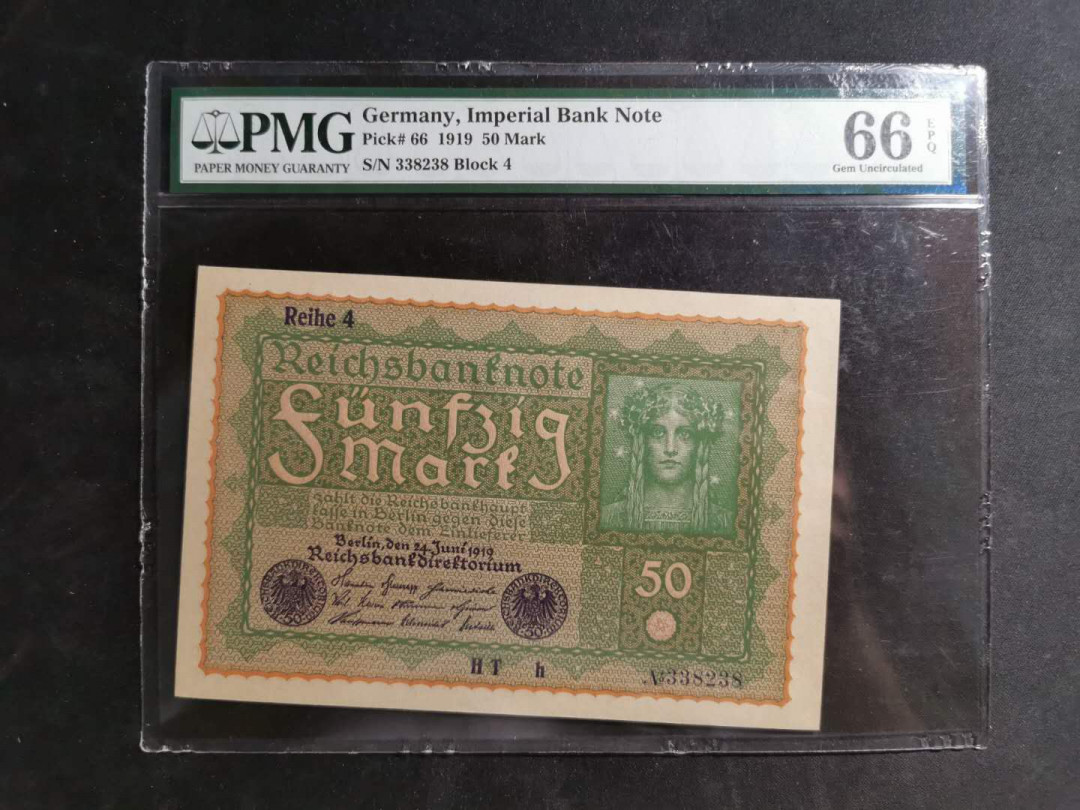 PMG
PAPER MONEY GUARANTY
Germany, Imperial Bank Note
Pick# 66 1919 50 Mark
S/N 338238 Block 4
66 EPQ
Gem Uncirculated
Reihe 4
Reichsbanknote
Fünfzig
Mark
zahlt die Reichsbankhaupt
kasse in Berlin gegen diese
Banknote dem Einlieferer
Berlin, den 24. Juni 1919
Reichsbankdirektorium
50
H T h
№338238